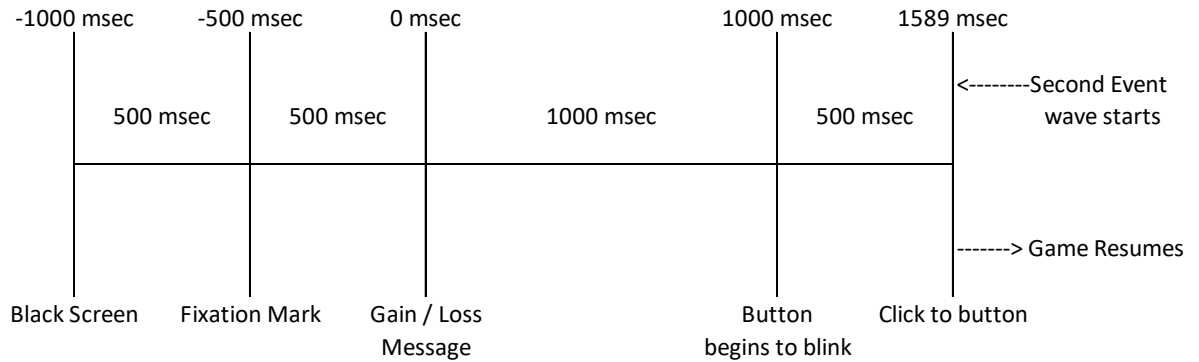 -1000 msec -500 msec 0 msec 1000 msec 1589 msec
<--------Second Event
wave starts
500 msec 500 msec 1000 msec 500 msec
-------> Game Resumes
Black Screen Fixation Mark Gain / Loss Button Click to button
Message begins to blink